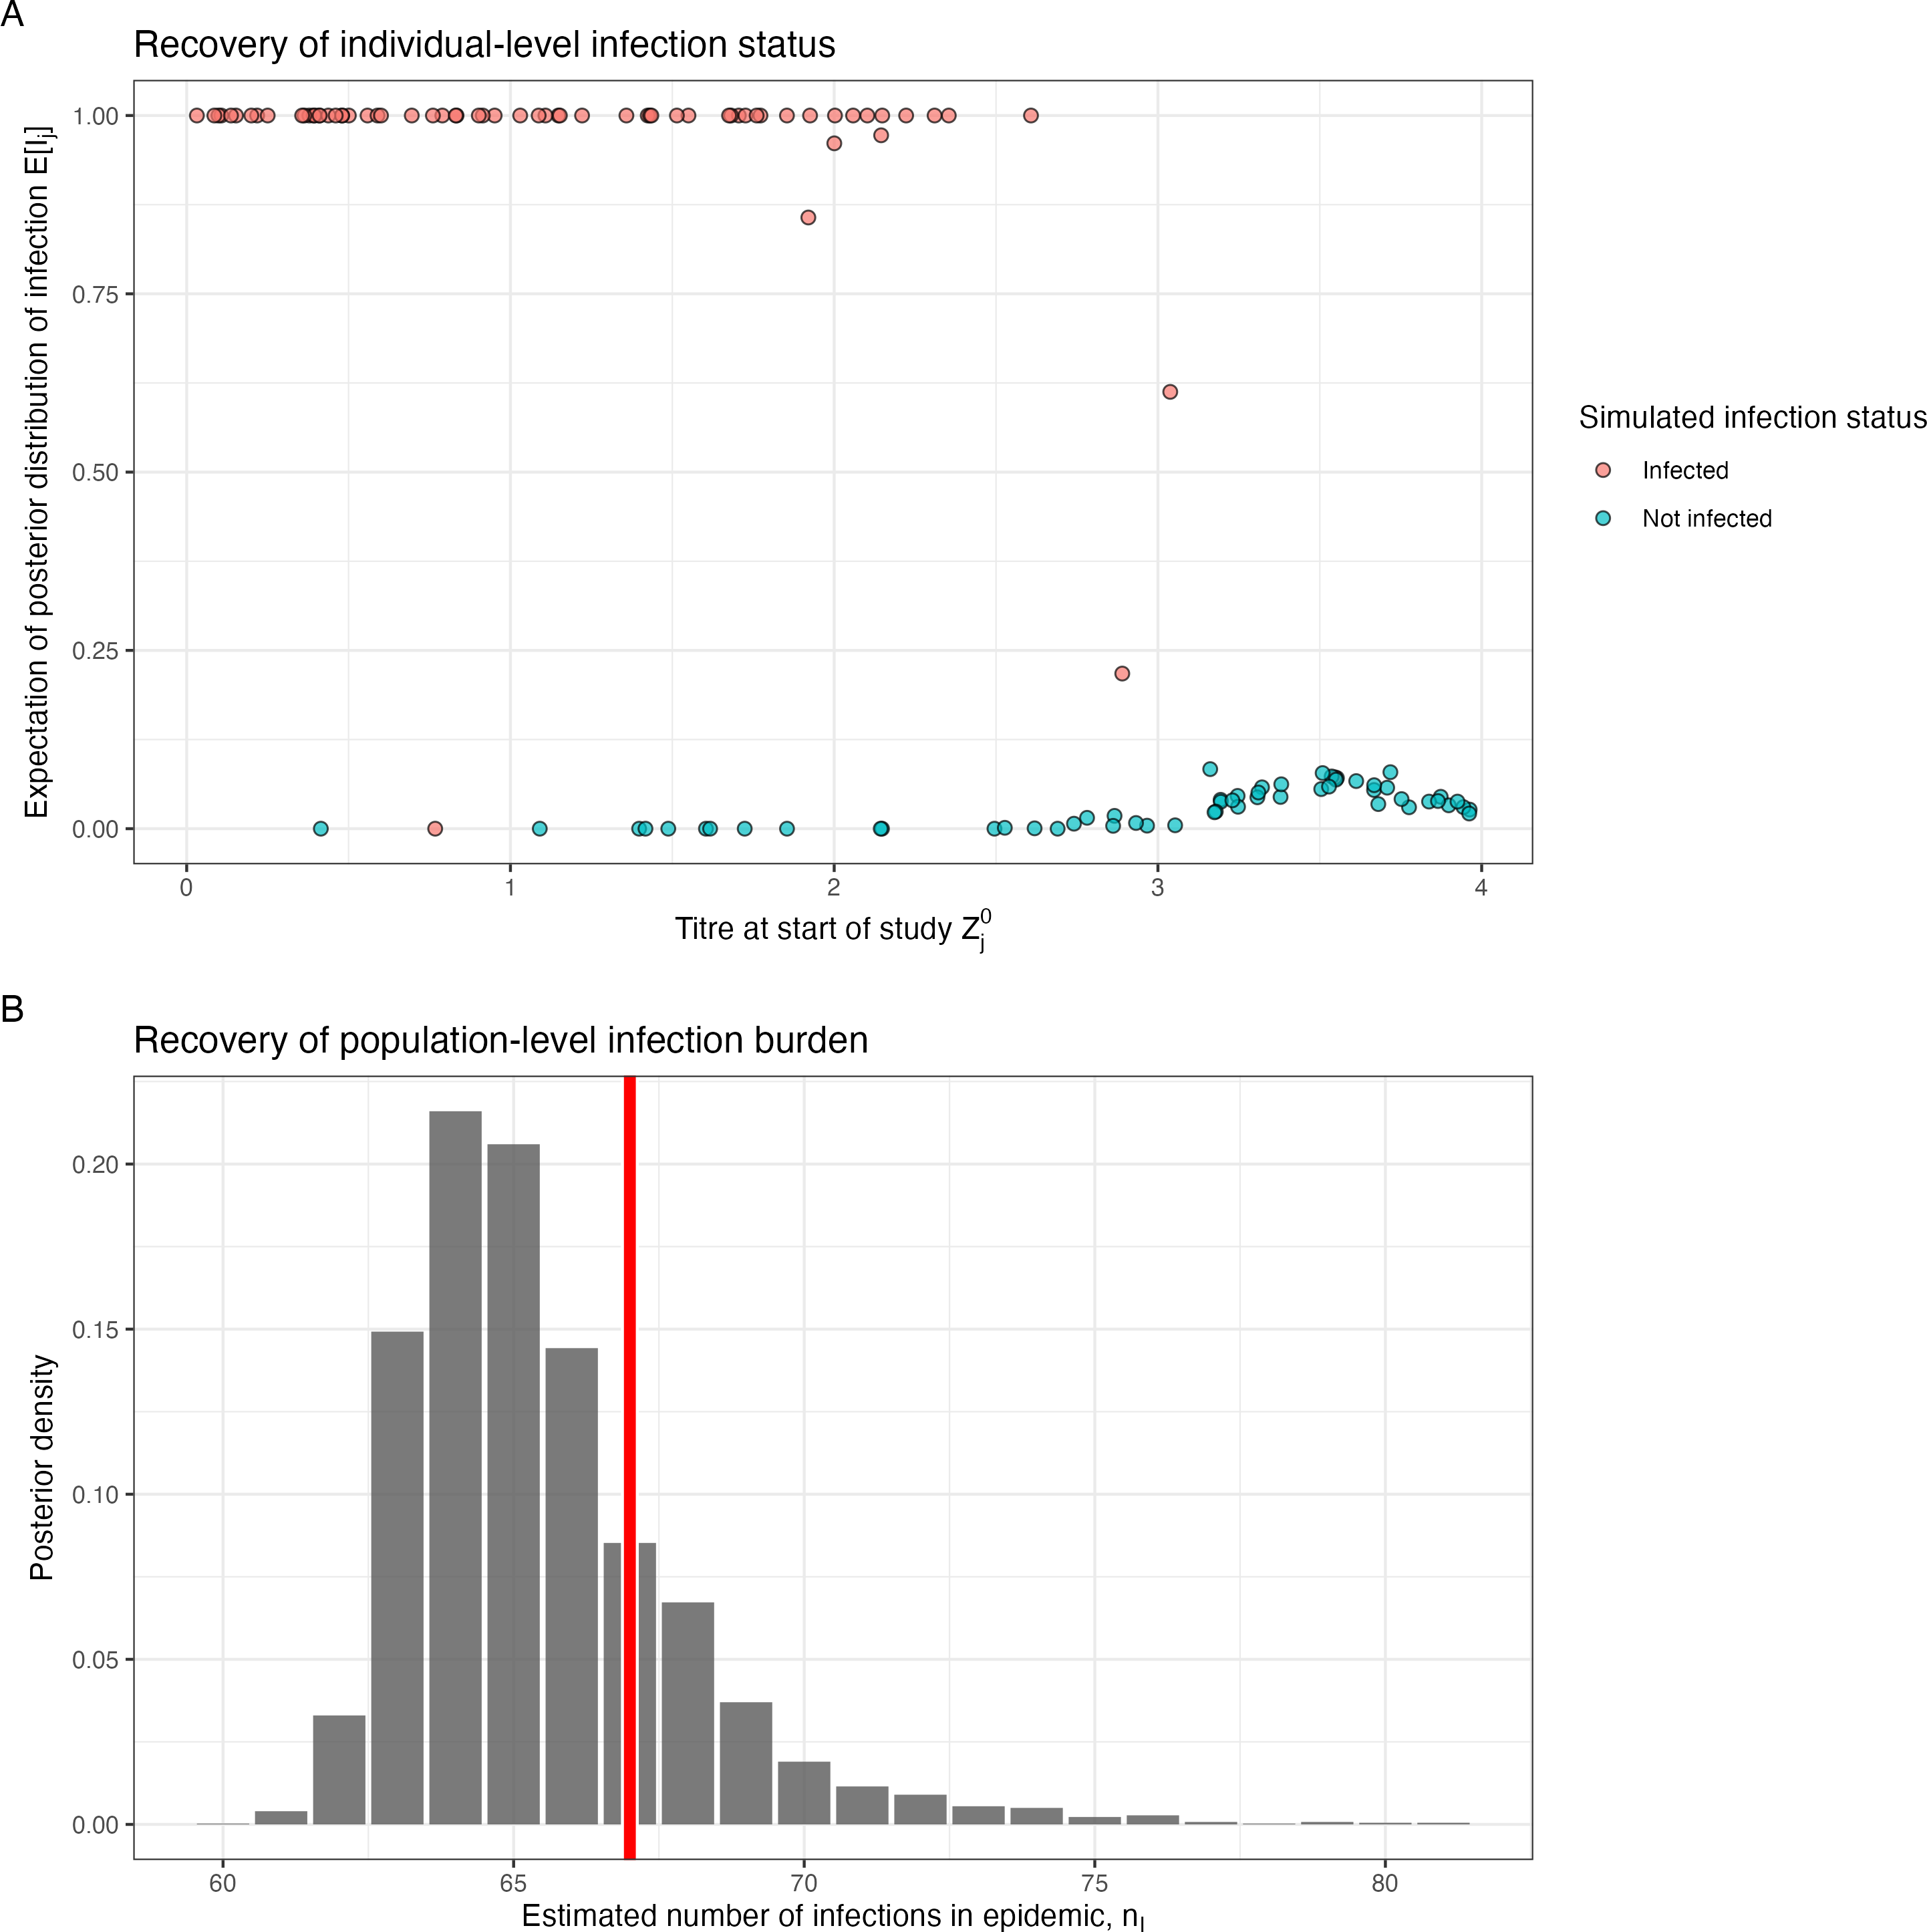 A
Recovery of individual-level infection status
Expectation of posterior distribution of infection E[Ij]
1.00
0.75
0.50
0.25
0.00
0 1 2 3 4
Titre at start of study Zj0
Simulated infection status
Infected
Not infected
B
Recovery of population-level infection burden
Posterior density
0.20
0.15
0.10
0.05
0.00
60 65 70 75 80
Estimated number of infections in epidemic, nI